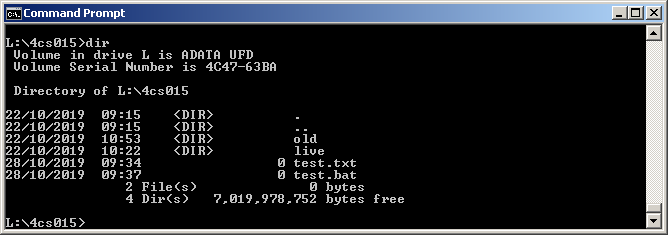 Command Prompt
L:\4cs015>dir
 Volume in drive L is ADATA UFD
 Volume Serial Number is 4C47-63BA
 Directory of L:\4cs015
22/10/2019  09:15    <DIR>          .
22/10/2019  09:15    <DIR>          ..
22/10/2019  10:53    <DIR>          old
22/10/2019  10:22    <DIR>          live
28/10/2019  09:34                 0 test.txt
28/10/2019  09:37                 0 test.bat
               2 File(s)              0 bytes
               4 Dir(s)   7,019,978,752 bytes free
L:\4cs015>